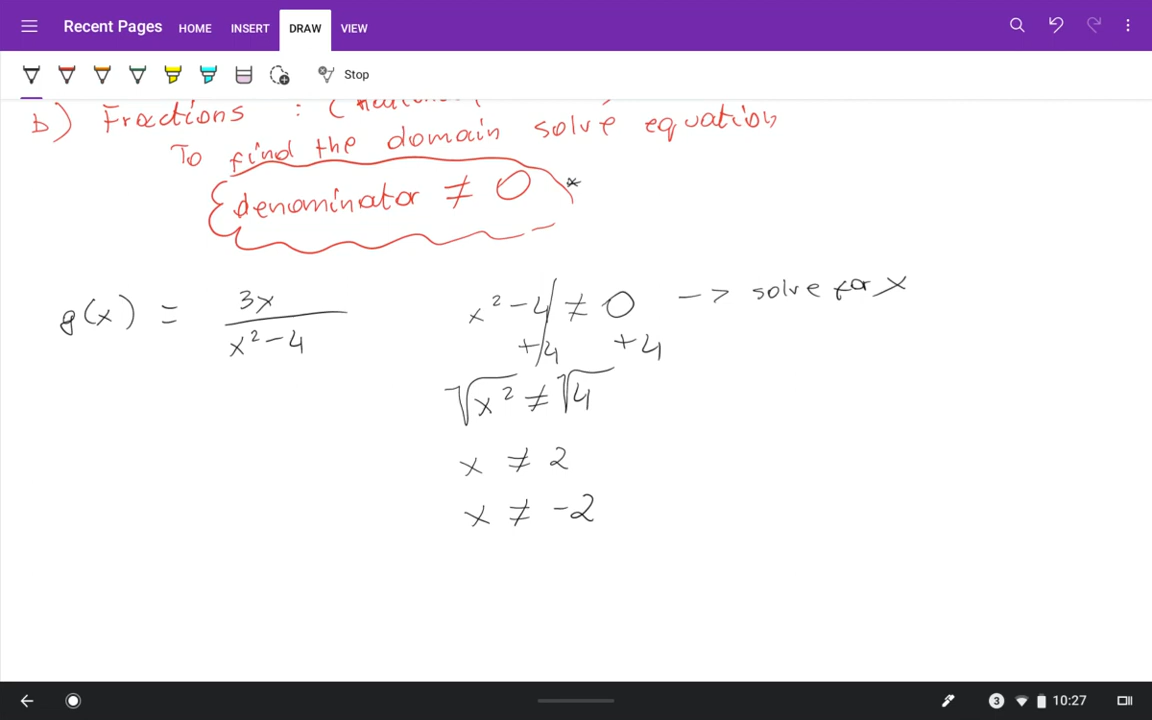 Recent Pages HOME INSERT DRAW VIEW
Stop
b) Fractions : (
To find the domain solve equation
denominator ≠ 0 *
g(x) = 3x / x² - 4
x² - 4 ≠ 0 -> solve for x
+4 +4
√x² ≠ √4
x ≠ 2
x ≠ -2
3 10:27